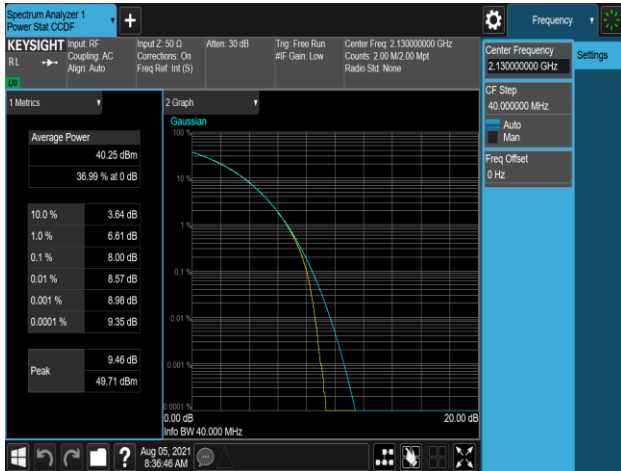 Spectrum Analyzer 1
Power Stat CCDF
+
Frequency
KEYSIGHT
RL
LXI
Input: RF
Coupling: AC
Align: Auto
Input Z: 50 Ω
Corrections: On
Freq Ref: Int (S)
Atten: 30 dB
Trig: Free Run
#IF Gain: Low
Center Freq: 2.130000000 GHz
Counts: 2.00 M/2.00 Mpt
Radio Std: None
Center Frequency
2.130000000 GHz
Settings
CF Step
40.000000 MHz
Auto
Man
Freq Offset
0 Hz
1 Metrics
Average Power
40.25 dBm
36.99 % at 0 dB
10.0 % 3.64 dB
1.0 % 6.61 dB
0.1 % 8.00 dB
0.01 % 8.57 dB
0.001 % 8.98 dB
0.0001 % 9.35 dB
Peak
9.46 dB
49.71 dBm
2 Graph
Gaussian
100 %
10 %
1 %
0.1 %
0.01 %
0.001 %
0.0001 %
0.00 dB 20.00 dB
Info BW 40.000 MHz
?
Aug 05, 2021
8:36:46 AM